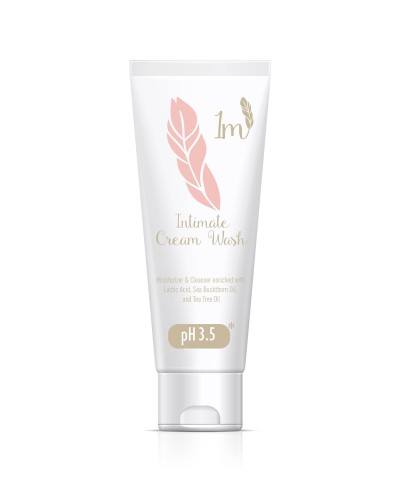 1m
Intimate
Cream Wash
Moisturiser & Cleanser enriched with
Lactic Acid, Sea Buckthorn Oil,
and Tea Tree Oil.
pH 3.5 *